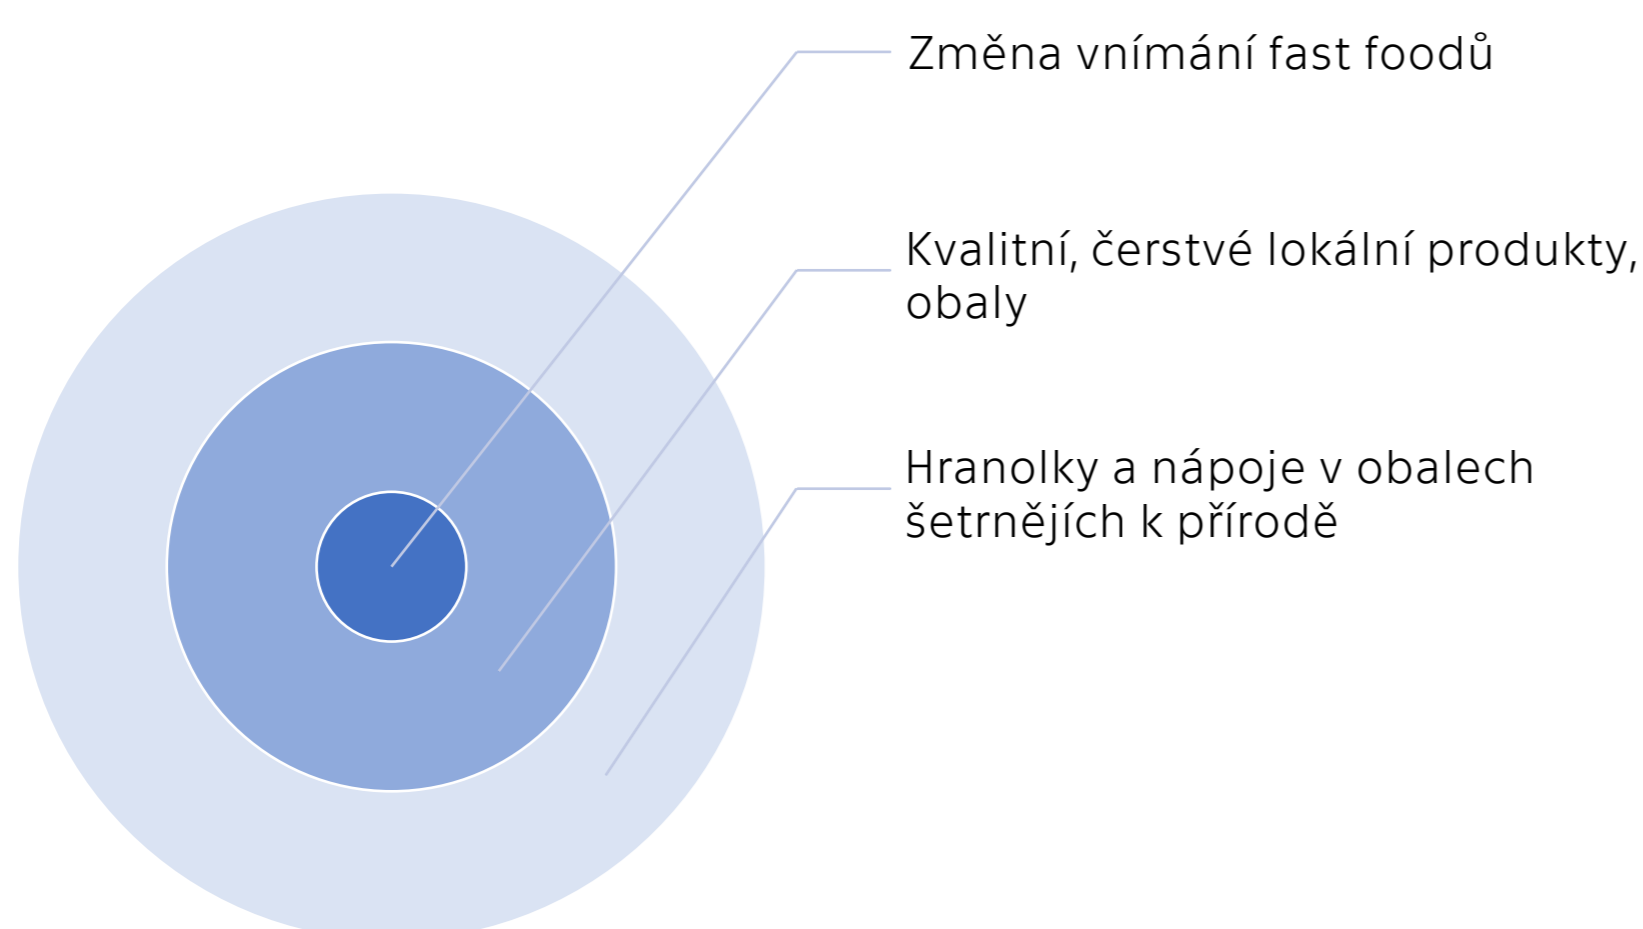 Změna vnímání fast foodů
Kvalitní, čerstvé lokální produkty,
obaly
Hranolky a nápoje v obalech
šetrnějích k přírodě